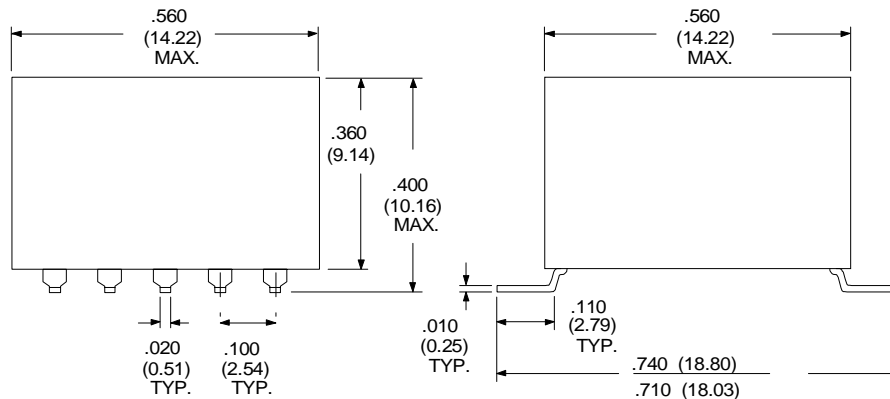 .560
(14.22)
MAX.
.560
(14.22)
MAX.
.360
(9.14)
.400
(10.16)
MAX.
.020
(0.51)
TYP.
.100
(2.54)
TYP.
.010
(0.25)
TYP.
.110
(2.79)
TYP.
.740 (18.80)
.710 (18.03)